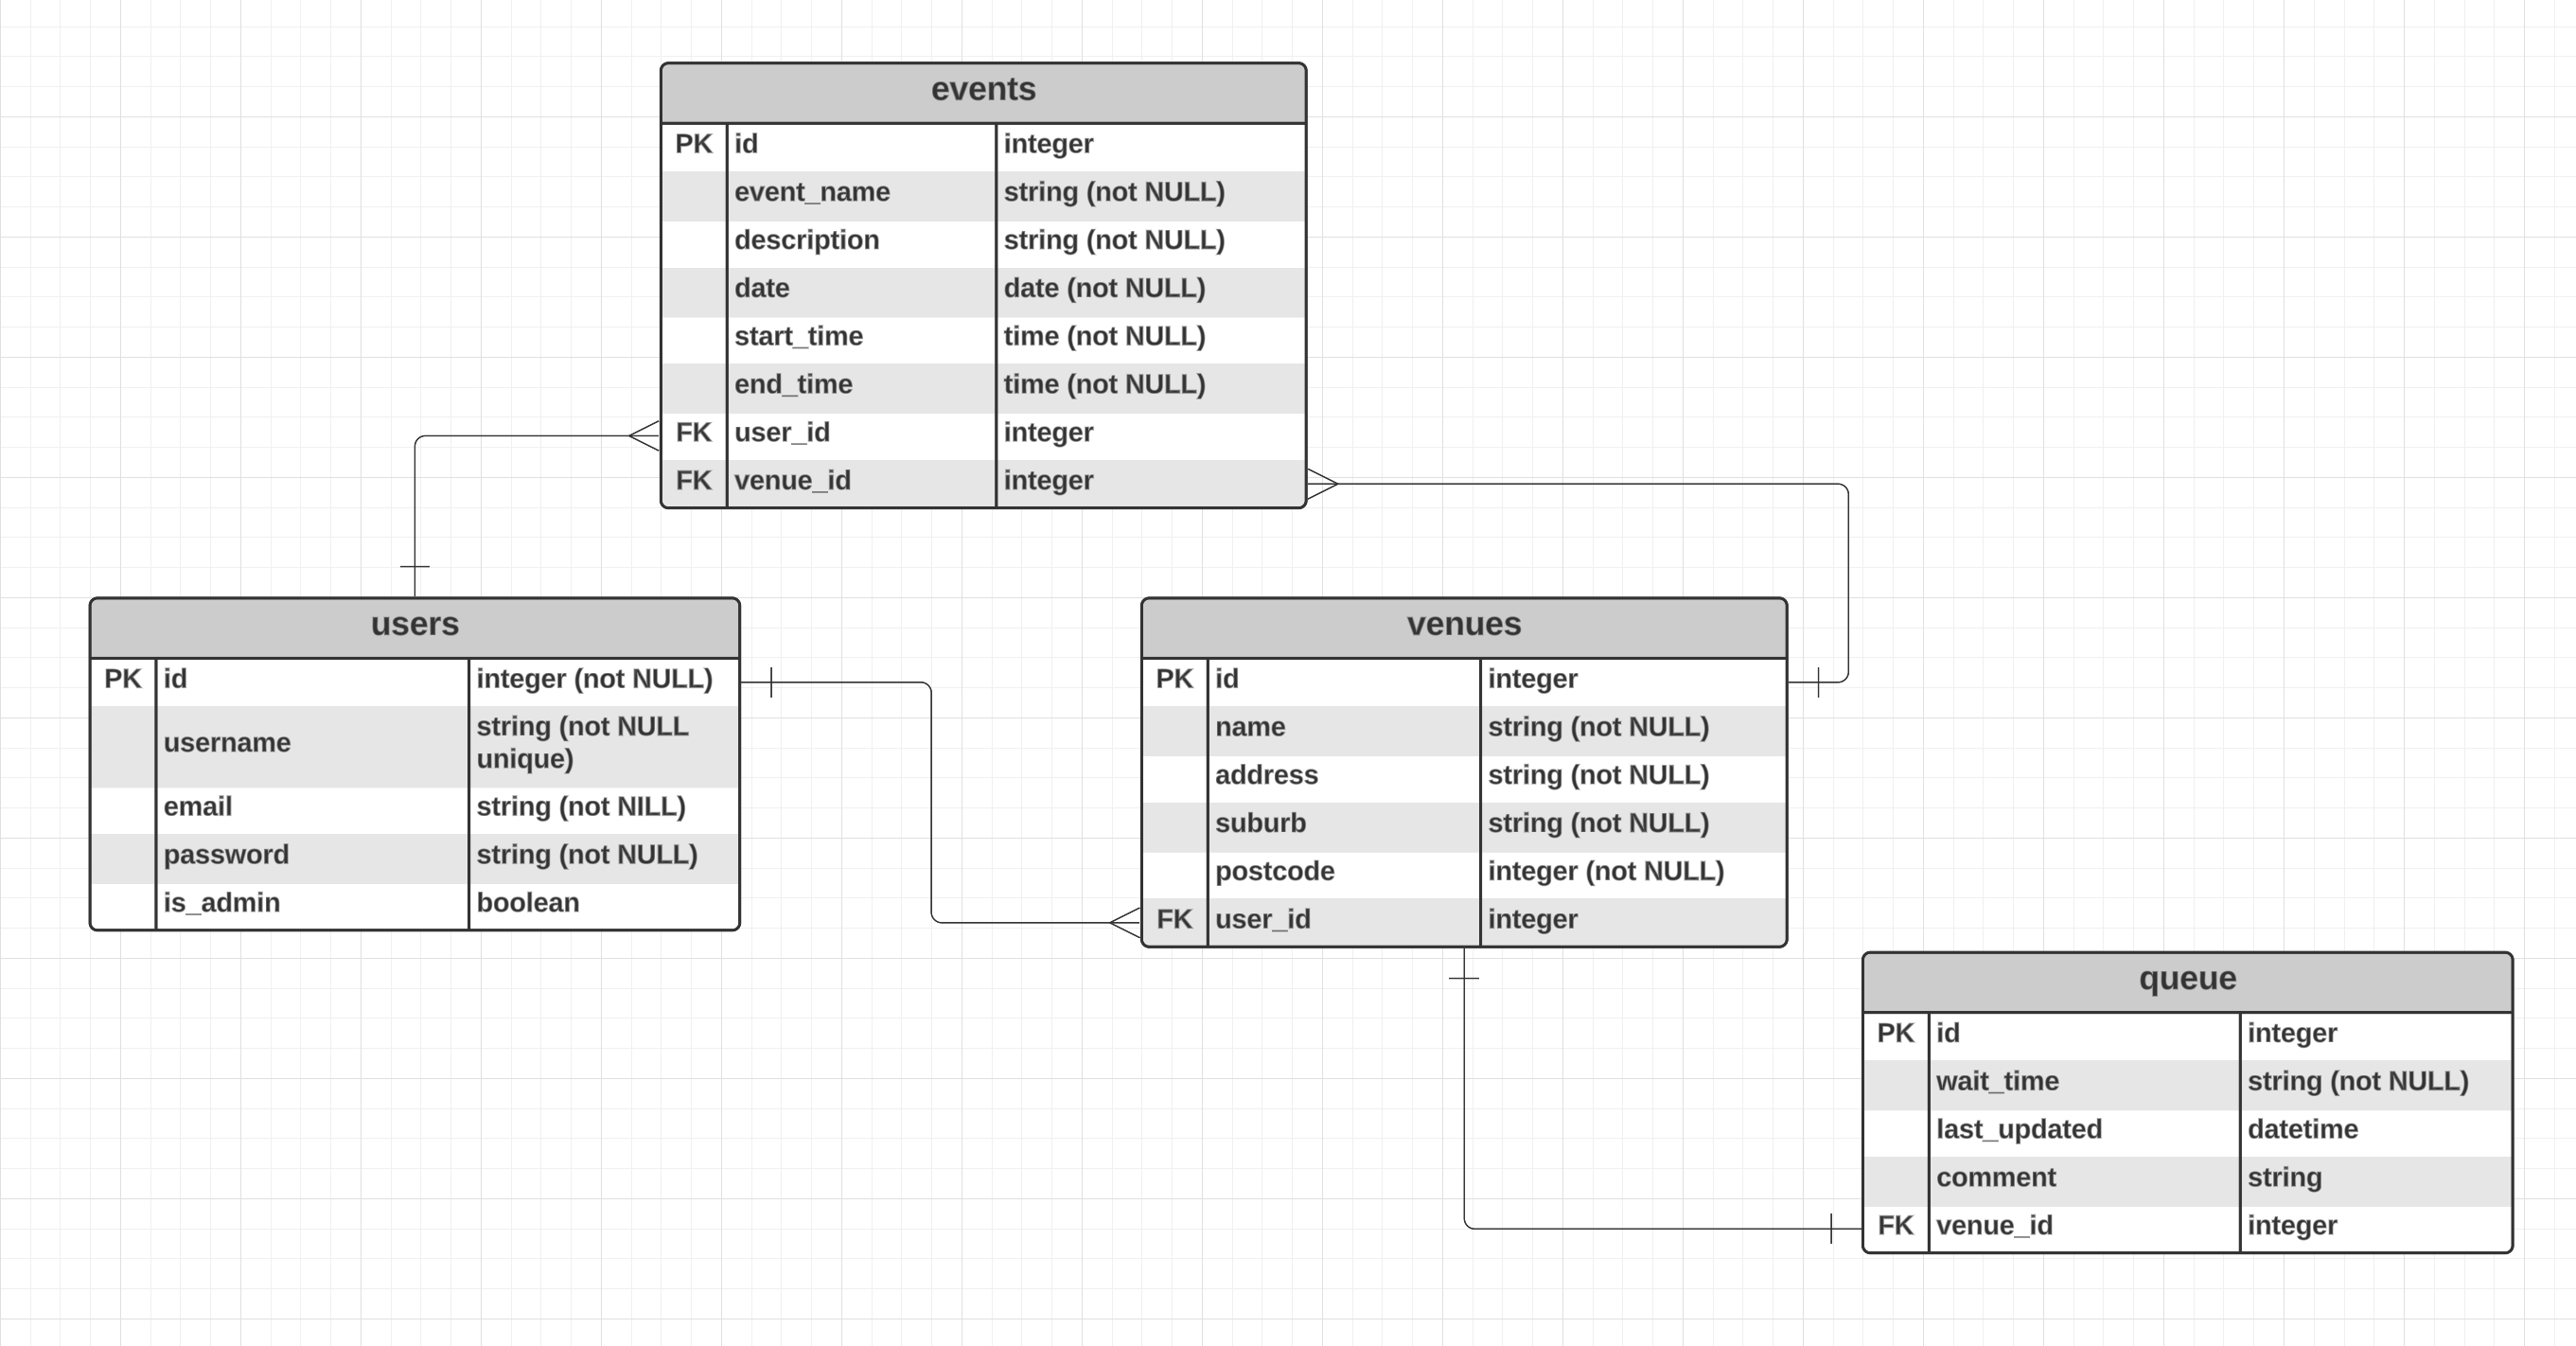 events
PK id integer
event_name string (not NULL)
description string (not NULL)
date date (not NULL)
start_time time (not NULL)
end_time time (not NULL)
FK user_id integer
FK venue_id integer
users
PK id integer (not NULL)
username string (not NULL
unique)
email string (not NILL)
password string (not NULL)
is_admin boolean
venues
PK id integer
name string (not NULL)
address string (not NULL)
suburb string (not NULL)
postcode integer (not NULL)
FK user_id integer
queue
PK id integer
wait_time string (not NULL)
last_updated datetime
comment string
FK venue_id integer